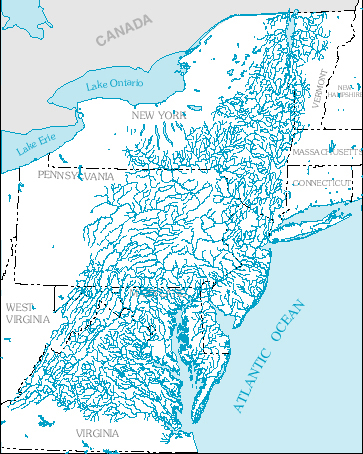 CANADA
Lake Ontario
VERMONT
NEW
HAMPSHIRE
NEW YORK
Lake Erie
MASSACHUSETTS
PENNSYLVANIA
CONNECTICUT
WEST
VIRGINIA
ATLANTIC OCEAN
VIRGINIA